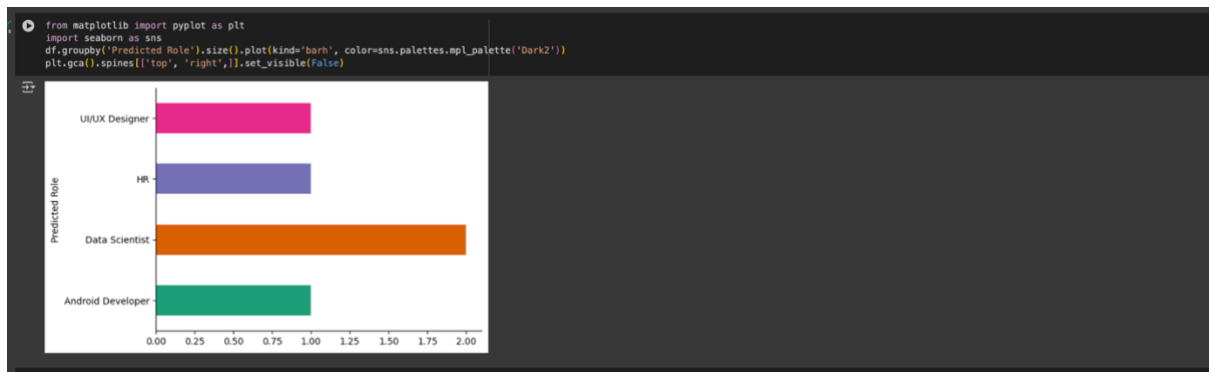 from matplotlib import pyplot as plt
import seaborn as sns
df.groupby('Predicted Role').size().plot(kind='barh', color=sns.palettes.mpl_palette('Dark2'))
plt.gca().spines[['top', 'right',]].set_visible(False)
Predicted Role
UI/UX Designer
HR
Data Scientist
Android Developer
0.00 0.25 0.50 0.75 1.00 1.25 1.50 1.75 2.00